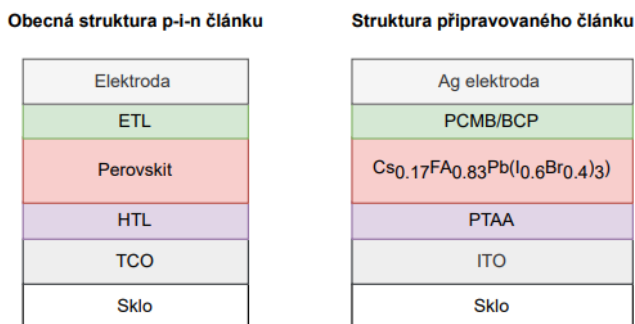 Obecná struktura p-i-n článku
Elektroda
ETL
Perovskit
HTL
TCO
Sklo
Struktura připravovaného článku
Ag elektroda
PCMB/BCP
Cs0.17FA0.83Pb(I0.6Br0.4)3)
PTAA
ITO
Sklo